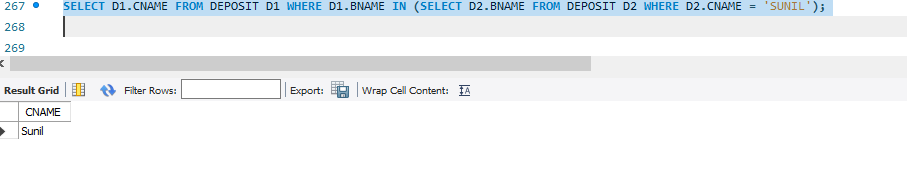 267 SELECT D1.CNAME FROM DEPOSIT D1 WHERE D1.BNAME IN (SELECT D2.BNAME FROM DEPOSIT D2 WHERE D2.CNAME = 'SUNIL');
268
269
Result Grid Filter Rules: Export: Wrap Cell Content:
CNAME
Sunil